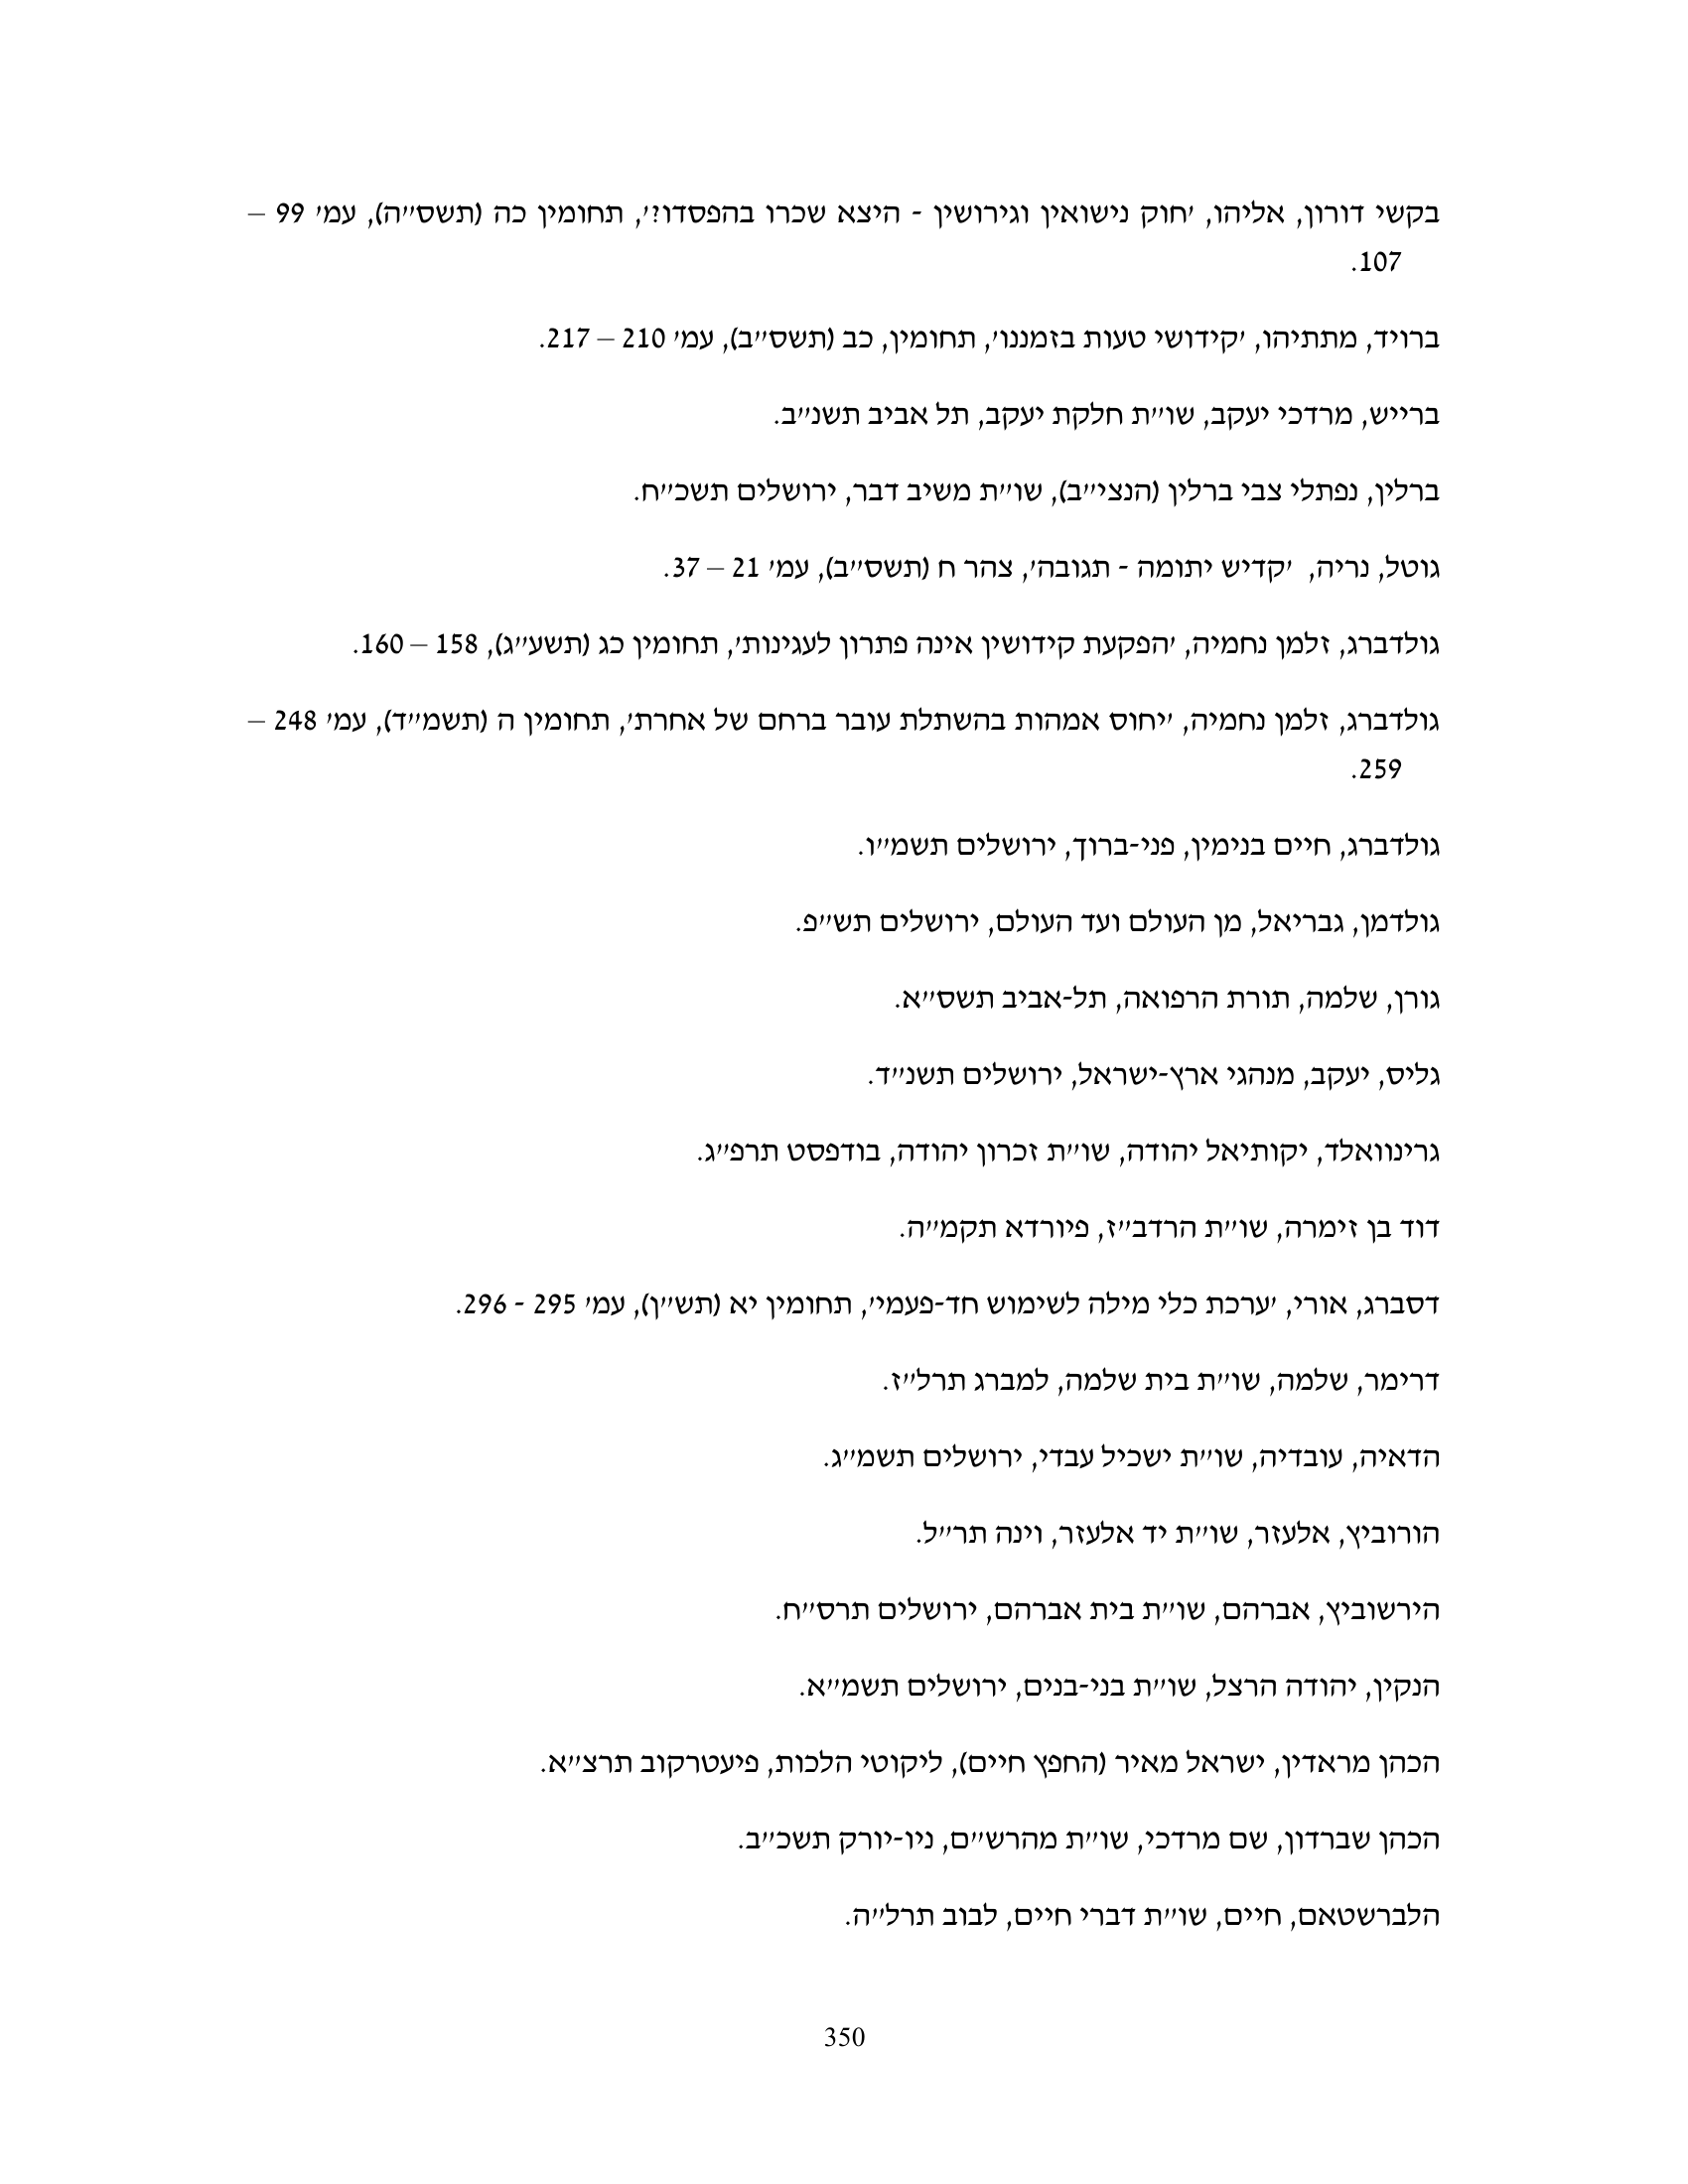 בקשי דורון, אליהו, 'חוק נישואין וגירושין - היצא שכרו בהפסדו?', תחומין כה (תשס"ה), עמ' 99 –
107.
ברויד, מתתיהו, 'קידושי טעות בזמננו', תחומין, כב (תשס"ב), עמ' 210 – 217.
ברייש, מרדכי יעקב, שו"ת חלקת יעקב, תל אביב תשנ"ב.
ברלין, נפתלי צבי ברלין (הנצי"ב), שו"ת משיב דבר, ירושלים תשכ"ח.
גוטל, נריה, 'קדיש יתומה - תגובה', צהר ח (תשס"ב), עמ' 21 – 37.
גולדברג, זלמן נחמיה, 'הפקעת קידושין אינה פתרון לעגינות', תחומין כג (תשע"ג), 158 – 160.
גולדברג, זלמן נחמיה, 'יחוס אמהות בהשתלת עובר ברחם של אחרת', תחומין ה (תשמ"ד), עמ' 248 –
259.
גולדברג, חיים בנימין, פני-ברוך, ירושלים תשמ"ו.
גולדמן, גבריאל, מן העולם ועד העולם, ירושלים תש"פ.
גורן, שלמה, תורת הרפואה, תל-אביב תשס"א.
גליס, יעקב, מנהגי ארץ-ישראל, ירושלים תשנ"ד.
גרינוואלד, יקותיאל יהודה, שו"ת זכרון יהודה, בודפסט תרפ"ג.
דוד בן זימרה, שו"ת הרדב"ז, פיורדא תקמ"ה.
דסברג, אורי, 'ערכת כלי מילה לשימוש חד-פעמי', תחומין יא (תש"ן), עמ' 295 - 296.
דרימר, שלמה, שו"ת בית שלמה, למברג תרל"ז.
הדאיה, עובדיה, שו"ת ישכיל עבדי, ירושלים תשמ"ג.
הורוביץ, אלעזר, שו"ת יד אלעזר, וינה תר"ל.
הירשוביץ, אברהם, שו"ת בית אברהם, ירושלים תרס"ח.
הנקין, יהודה הרצל, שו"ת בני-בנים, ירושלים תשמ"א.
הכהן מראדין, ישראל מאיר (החפץ חיים), ליקוטי הלכות, פיעטרקוב תרצ"א.
הכהן שברדון, שם מרדכי, שו"ת מהרש"ם, ניו-יורק תשכ"ב.
הלברשטאם, חיים, שו"ת דברי חיים, לבוב תרל"ה.
350